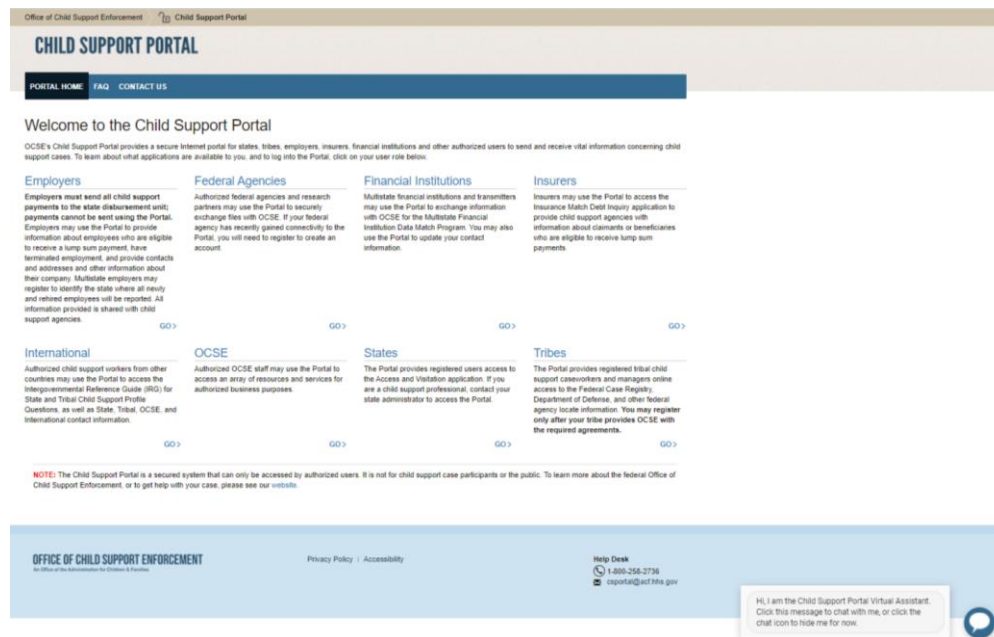 Office of Child Support Enforcement Child Support Portal
CHILD SUPPORT PORTAL
PORTAL HOME FAQ CONTACT US
Welcome to the Child Support Portal
OCSE's Child Support Portal provides a secure Internet portal for states, tribes, employers, insurers, financial institutions and other authorized users to send and receive vital information concerning child
support cases. To learn about what applications are available to you, and to log into the Portal, click on your user role below.
Employers
Employers must send all child support
payments to the state disbursement unit;
payments cannot be sent using the Portal.
Employers may use the Portal to provide
information about employees who are eligible
to receive a lump sum payment, have
terminated employment, and provide contacts
and addresses and other information about
their company. Multistate employers may
register to identify the state where all newly
and rehired employees will be reported. All
information provided is shared with child
support agencies.
GO >
Federal Agencies
Authorized federal agencies and research
partners may use the Portal to securely
exchange files with OCSE. If your federal
agency has recently gained connectivity to the
Portal, you will need to register to create an
account.
GO >
Financial Institutions
Multistate financial institutions and transmitters
may use the Portal to exchange information
with OCSE for the Multistate Financial
Institution Data Match Program. You may also
use the Portal to update your contact
information.
GO >
Insurers
Insurers may use the Portal to access the
Insurance Match Debt Inquiry application to
provide child support agencies with
information about claimants or beneficiaries
who are eligible to receive lump sum
payments.
GO >
International
Authorized child support workers from other
countries may use the Portal to access the
Intergovernmental Reference Guide (IRG) for
State and Tribal Child Support Profile
Questions, as well as State, Tribal, OCSE, and
International contact information.
GO >
OCSE
Authorized OCSE staff may use the Portal to
access an array of resources and services for
authorized business purposes.
GO >
States
The Portal provides registered users access to
the Access and Visitation application. If you
are a child support professional, contact your
state administrator to access the Portal.
GO >
Tribes
The Portal provides registered tribal child
support caseworkers and managers online
access to the Federal Case Registry,
Department of Defense, and other federal
agency locate information. You may register
only after your tribe provides OCSE with
the required agreements.
GO >
NOTE: The Child Support Portal is a secured system that can only be accessed by authorized users. It is not for child support case participants or the public. To learn more about the federal Office of
Child Support Enforcement, or to get help with your case, please see our website.
OFFICE OF CHILD SUPPORT ENFORCEMENT
An Office of the Administration for Children & Families
Privacy Policy | Accessibility
Help Desk
1-800-258-2736
csportal@acf.hhs.gov
Hi, I am the Child Support Portal Virtual Assistant.
Click this message to chat with me, or click the
chat icon to hide me for now.